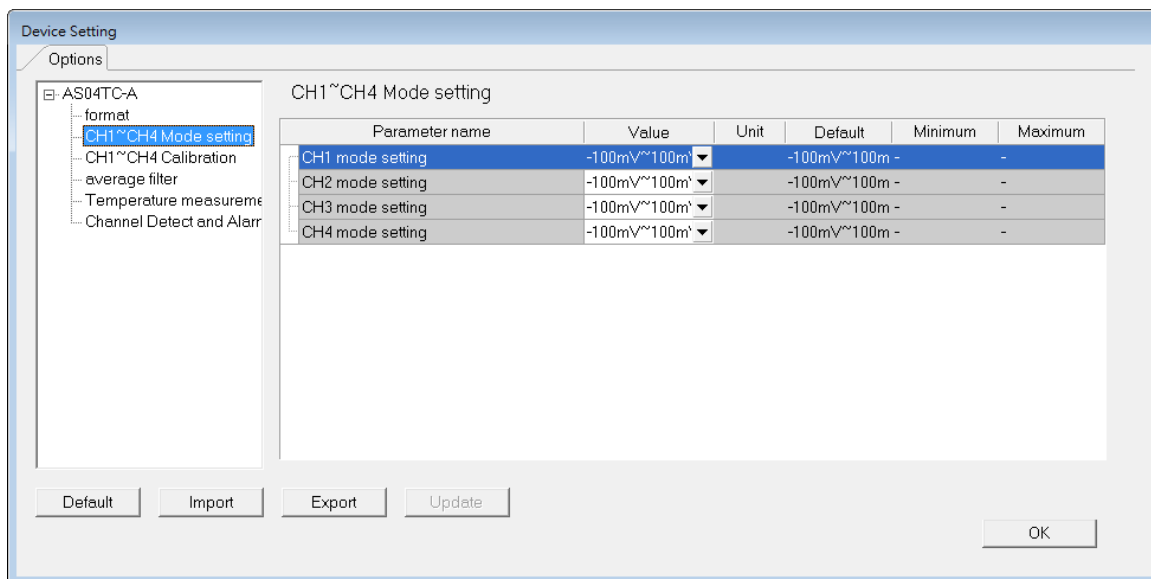 Device Setting
Options
AS04TC-A
format
CH1~CH4 Mode setting
CH1~CH4 Calibration
average filter
Temperature measureme
Channel Detect and Alarr
CH1~CH4 Mode setting
Parameter name Value Unit Default Minimum Maximum
CH1 mode setting -100mV~100m\ -100mV~100m - -
CH2 mode setting -100mV~100m\ -100mV~100m - -
CH3 mode setting -100mV~100m\ -100mV~100m - -
CH4 mode setting -100mV~100m\ -100mV~100m - -
Default Import Export Update
OK